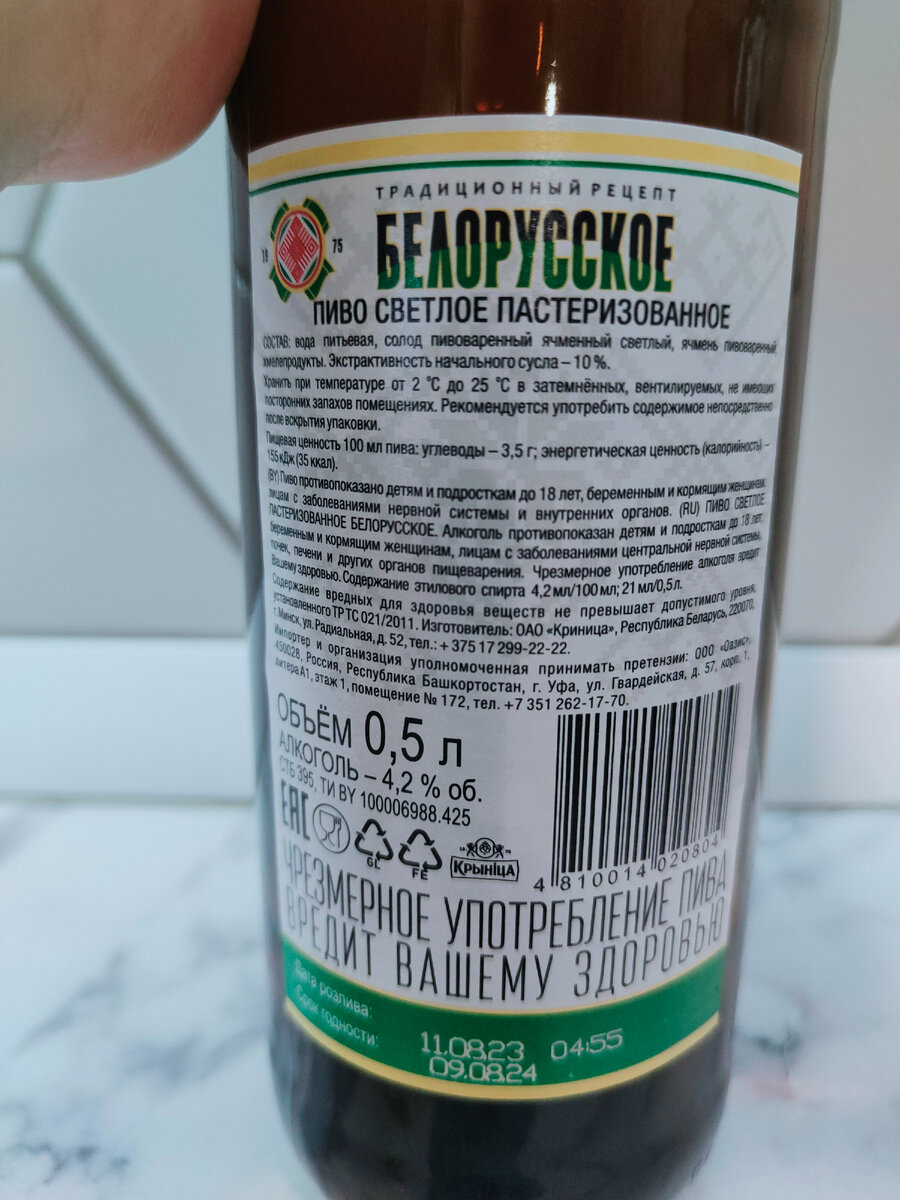 ТРАДИЦИОННЫЙ РЕЦЕПТ
19 75
БЕЛОРУССКОЕ
ПИВО СВЕТЛОЕ ПАСТЕРИЗОВАННОЕ
СОСТАВ: вода питьевая, солод пивоваренный ячменный светлый, ячмень пивоваренный,
хмелепродукты. Экстрактивность начального сусла – 10 %.
Хранить при температуре от 2 °С до 25 °С в затемнённых, вентилируемых, не имеющих
посторонних запахов помещениях. Рекомендуется употребить содержимое непосредственно
после вскрытия упаковки.
Пищевая ценность 100 мл пива: углеводы – 3,5 г; энергетическая ценность (калорийность) –
155 кДж (35 ккал).
(BY) Пиво противопоказано детям и подросткам до 18 лет, беременным и кормящим женщинам,
лицам с заболеваниями нервной системы и внутренних органов. (RU) ПИВО СВЕТЛОЕ
ПАСТЕРИЗОВАННОЕ БЕЛОРУССКОЕ. Алкоголь противопоказан детям и подросткам до 18 лет,
беременным и кормящим женщинам, лицам с заболеваниями центральной нервной системы,
почек, печени и других органов пищеварения. Чрезмерное употребление алкоголя вредит
Вашему здоровью. Содержание этилового спирта 4,2 мл/100 мл; 21 мл/0,5л.
Содержание вредных для здоровья веществ не превышает допустимого уровня,
установленного ТР ТС 021/2011. Изготовитель: ОАО «Криница», Республика Беларусь, 220070,
г. Минск, ул. Радиальная, д. 52, тел.: + 375 17 299-22-22.
Импортер и организация уполномоченная принимать претензии: ООО «Оазис»,
450028, Россия, Республика Башкортостан, г. Уфа, ул. Гвардейская, д. 57, корп. 1,
литера А1, этаж 1, помещение № 172, тел. +7 351 262-17-70.
ОБЪЁМ 0,5 л
АЛКОГОЛЬ – 4,2 % об.
СТБ 395, ТИ BY 100006988.425
EAC
GL
FE
КРЫНІЦА
4 810014 020804
ЧРЕЗМЕРНОЕ УПОТРЕБЛЕНИЕ ПИВА
ВРЕДИТ ВАШЕМУ ЗДОРОВЬЮ
Дата розлива:
Срок годности:
11.08.23 04:55
09.08.24